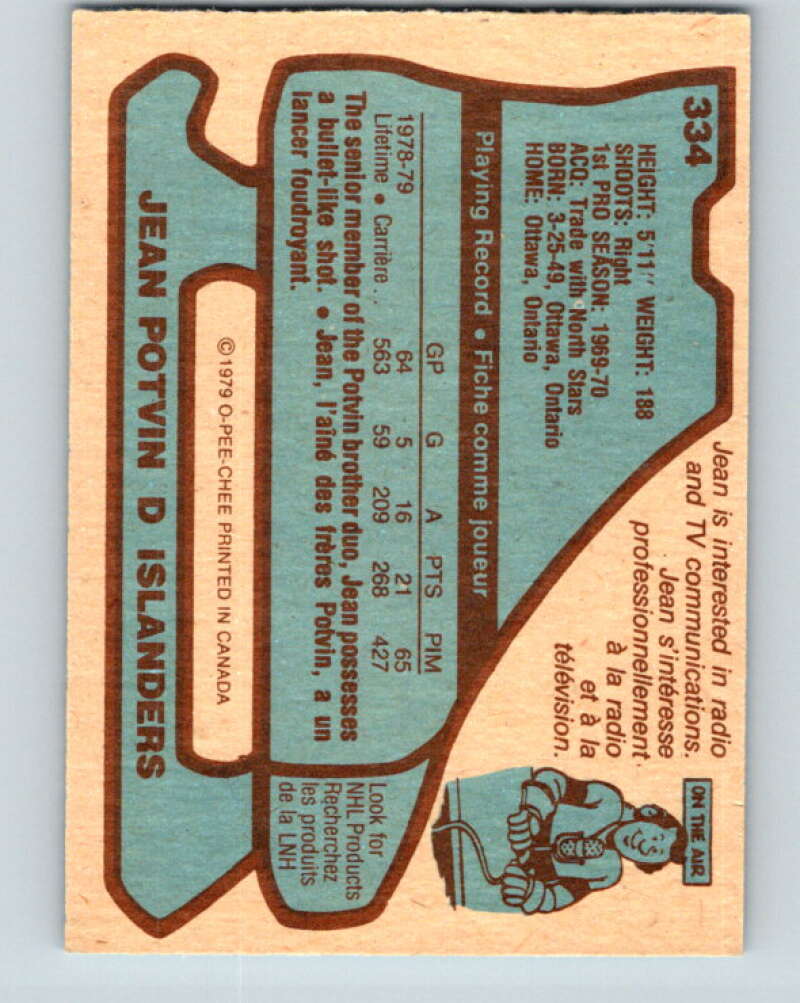 334
HEIGHT: 5'11" WEIGHT: 188
SHOOTS: Right
1st PRO SEASON: 1969-70
ACQ: Trade with North Stars
BORN: 3-25-49, Ottawa, Ontario
HOME: Ottawa, Ontario
Jean is interested in radio
and TV communications.
Jean s'intéresse
professionnellement
à la radio
et à la
télévision.
ON THE AIR
Playing Record • Fiche comme joueur
GP G A PTS PIM
1978-79 64 5 16 21 65
Lifetime • Carrière .. 563 59 209 268 427
The senior member of the Potvin brother duo, Jean possesses
a bullet-like shot. • Jean, l'aîné des frères Potvin, a un
lancer foudroyant.
Look for
NHL Products
Recherchez
les produits
de la LNH
©1979 O-PEE-CHEE PRINTED IN CANADA
JEAN POTVIN D ISLANDERS